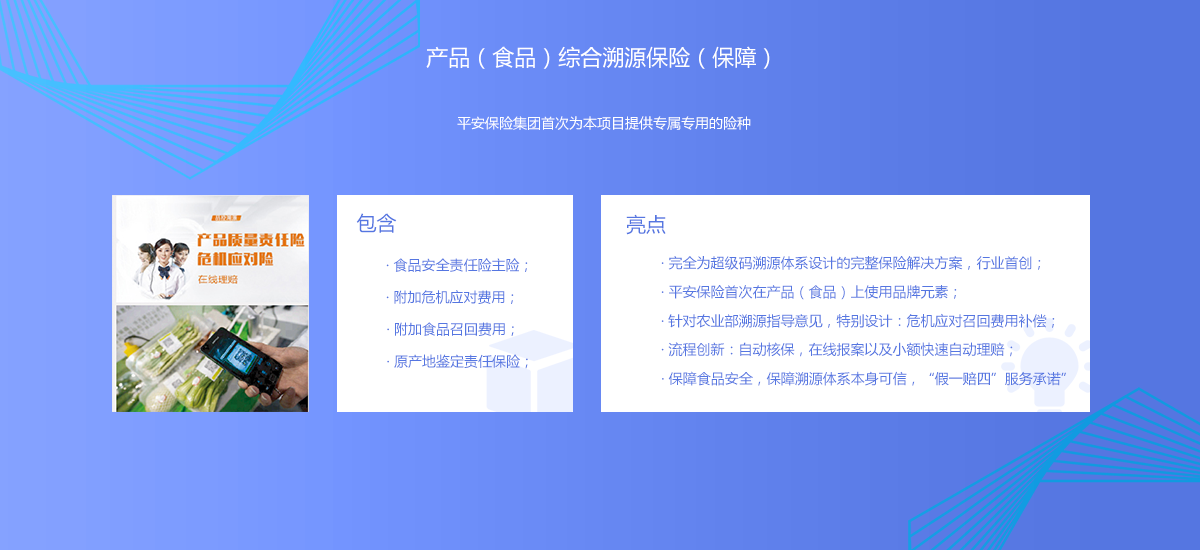 产品（食品）综合溯源保险（保障）
平安保险集团首次为本项目提供专属专用的险种
产品质量责任险
危机应对险
在线理赔
包含
· 食品安全责任险主险；
· 附加危机应对费用；
· 附加食品召回费用；
· 原产地鉴定责任保险；
亮点
· 完全为超级码溯源体系设计的完整保险解决方案，行业首创；
· 平安保险首次在产品（食品）上使用品牌元素；
· 针对农业部溯源指导意见，特别设计：危机应对召回费用补偿；
· 流程创新：自动核保，在线报案以及小额快速自动理赔；
· 保障食品安全，保障溯源体系本身可信，“假一赔四”服务承诺”